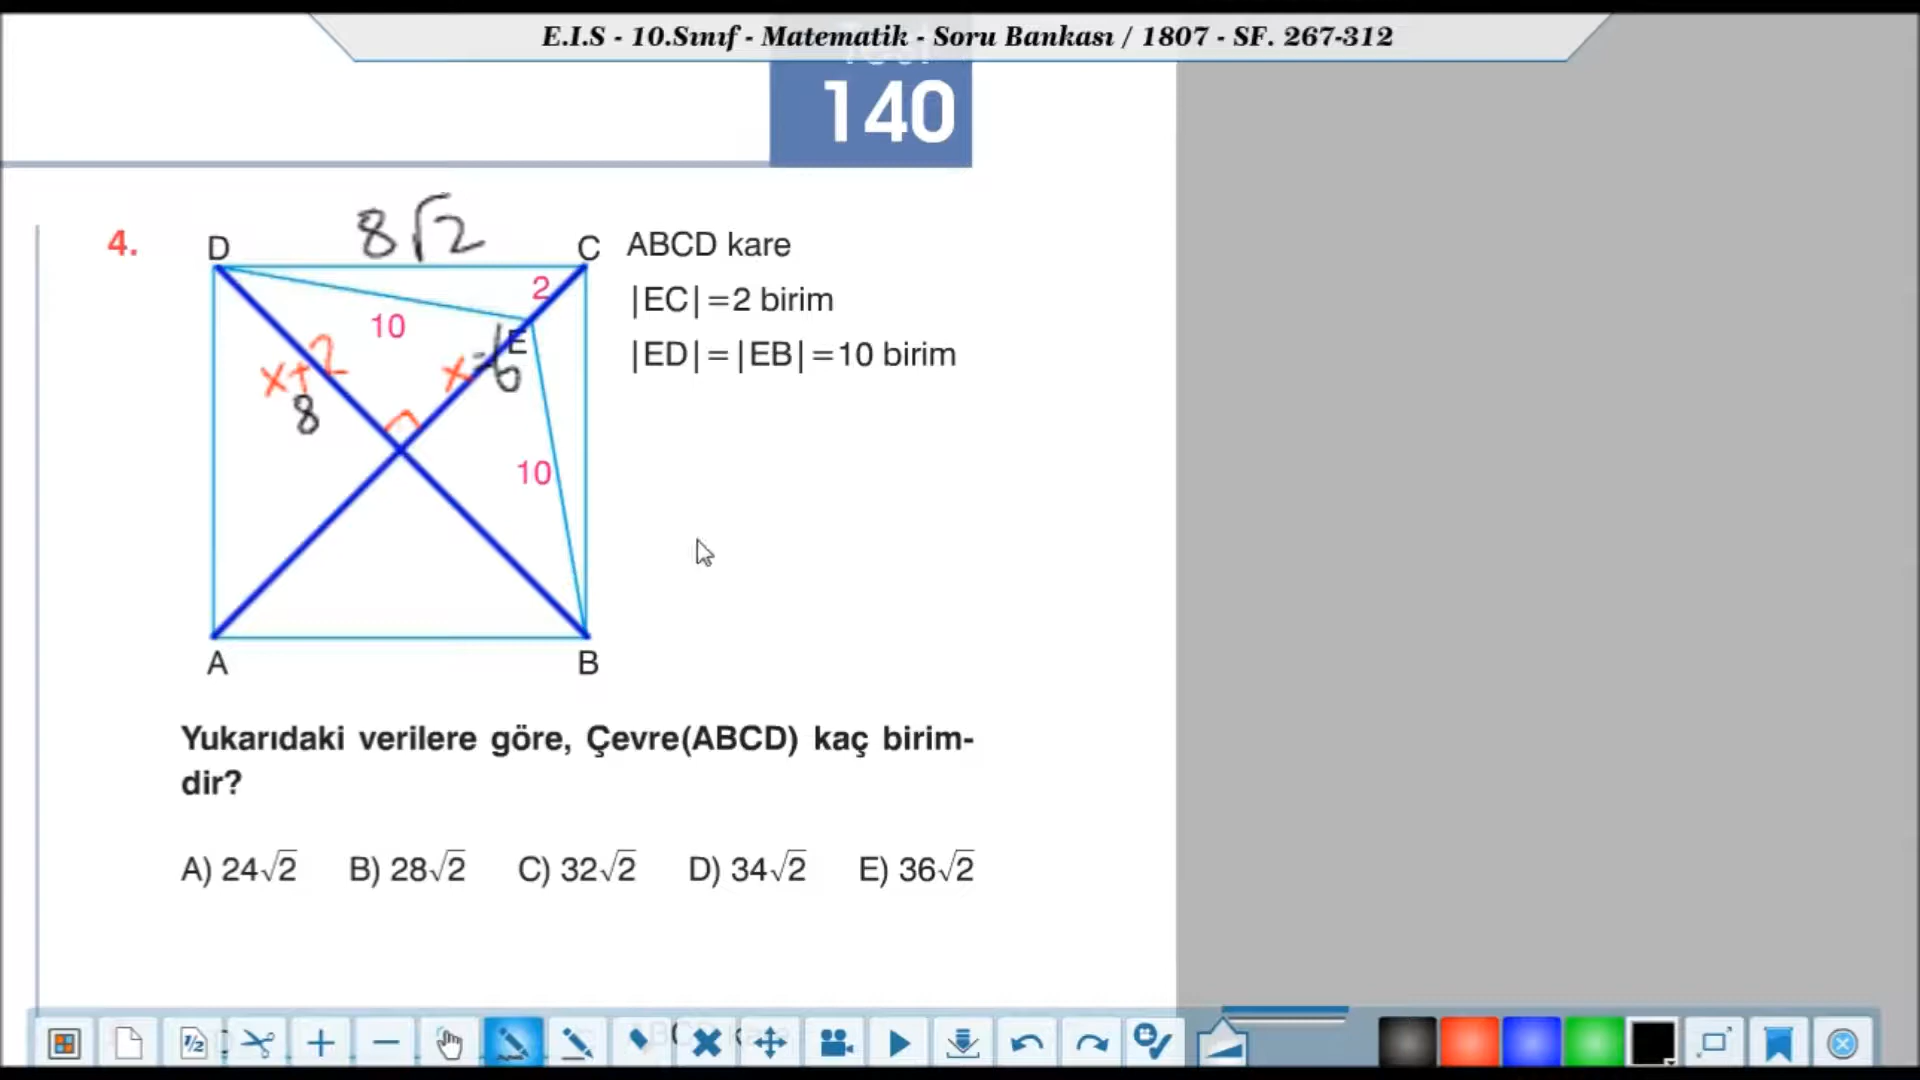 E.I.S - 10.Sınıf - Matematik - Soru Bankası / 1807 - SF. 267-312
140
4.
8√2
D
C
ABCD kare
2
|EC|=2 birim
10
E
x+2
x=6
|ED|=|EB|=10 birim
8
10
A
B
Yukarıdaki verilere göre, Çevre(ABCD) kaç birim-
dir?
A) 24√2 B) 28√2 C) 32√2 D) 34√2 E) 36√2
1/2